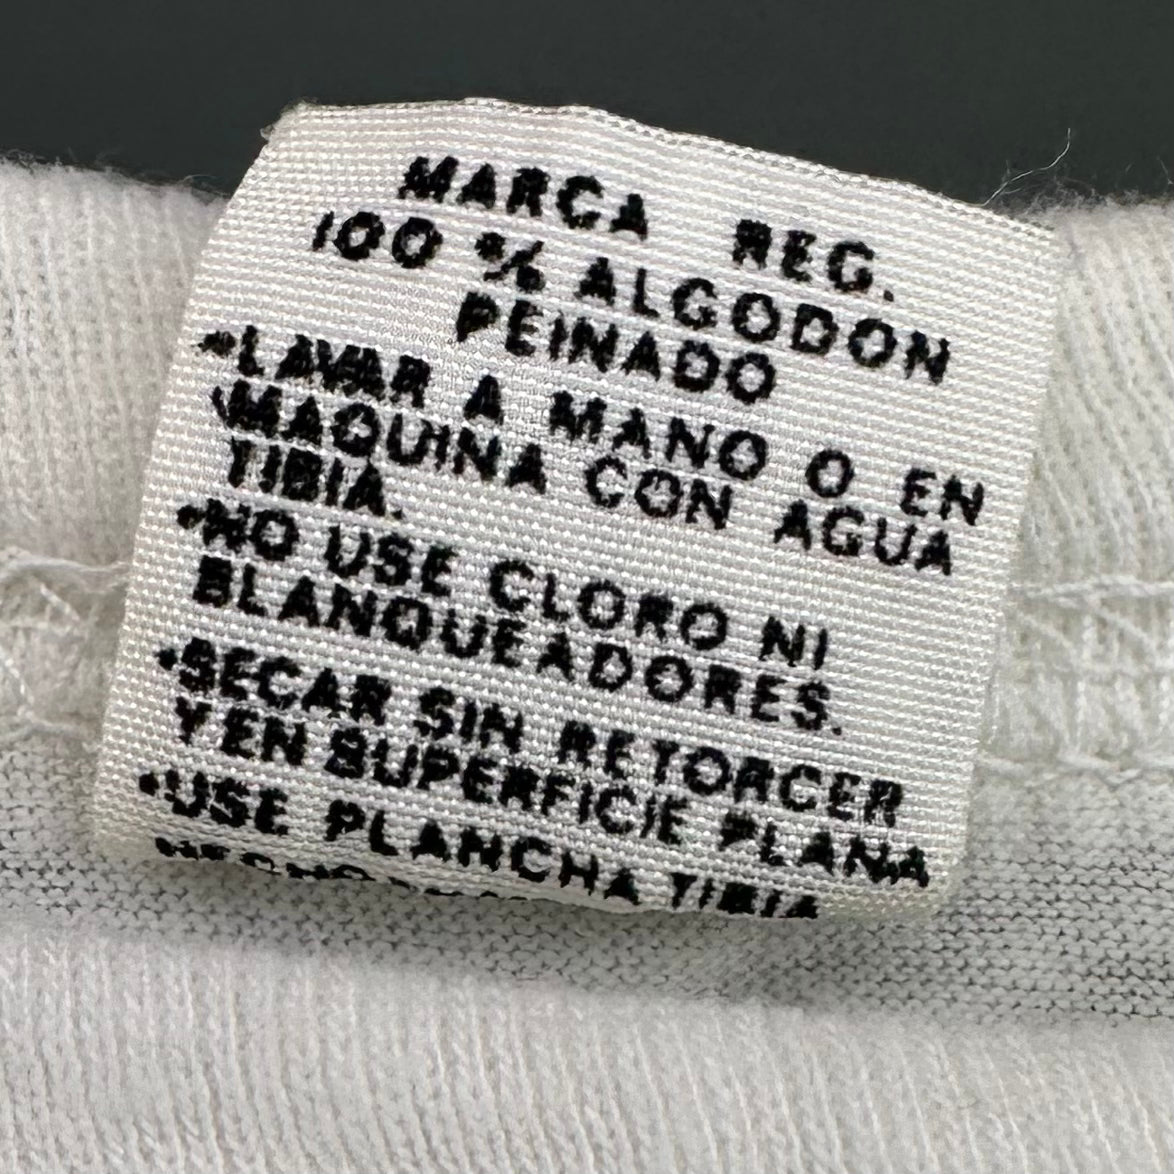 MARCA REG.
100 % ALGODON
PEINADO
•LAVAR A MANO O EN
MAQUINA CON AGUA
TIBIA.
•NO USE CLORO NI
BLANQUEADORES.
•SECAR SIN RETORCER
Y EN SUPERFICIE PLANA
•USE PLANCHA TIBIA
HECHO